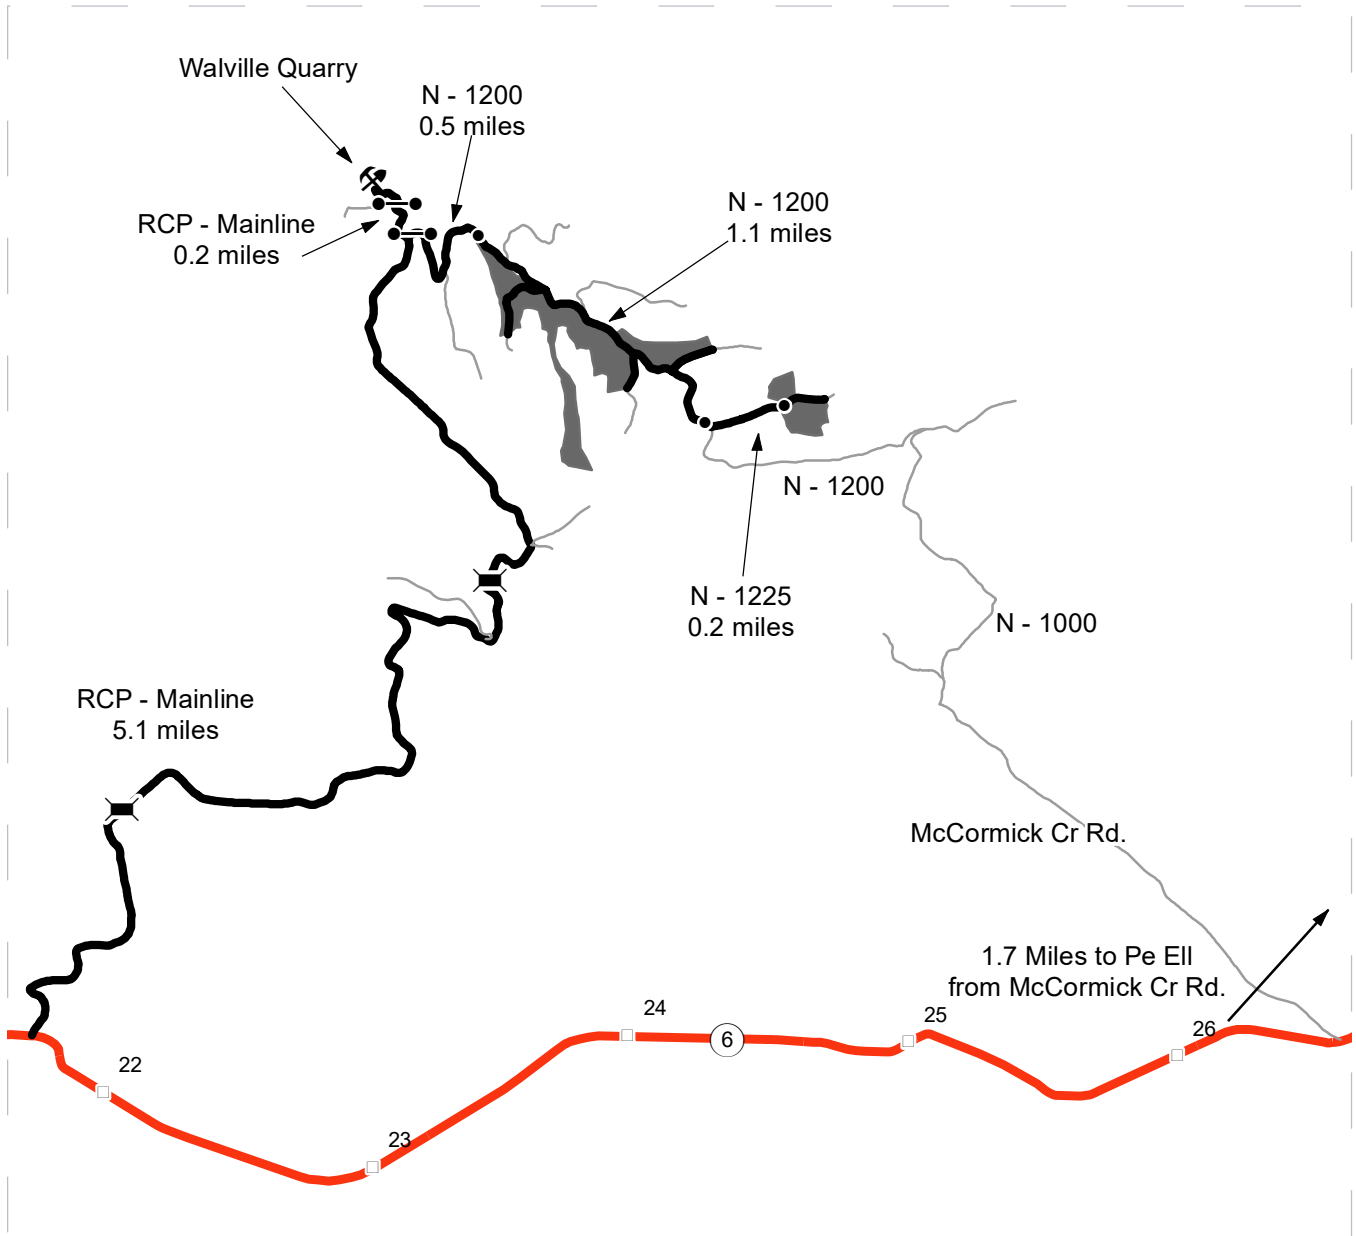 Walville Quarry
N - 1200
0.5 miles
N - 1200
1.1 miles
RCP - Mainline
0.2 miles
N - 1200
N - 1225
0.2 miles
N - 1000
RCP - Mainline
5.1 miles
McCormick Cr Rd.
1.7 Miles to Pe Ell
from McCormick Cr Rd.
24
25
26
6
22
23